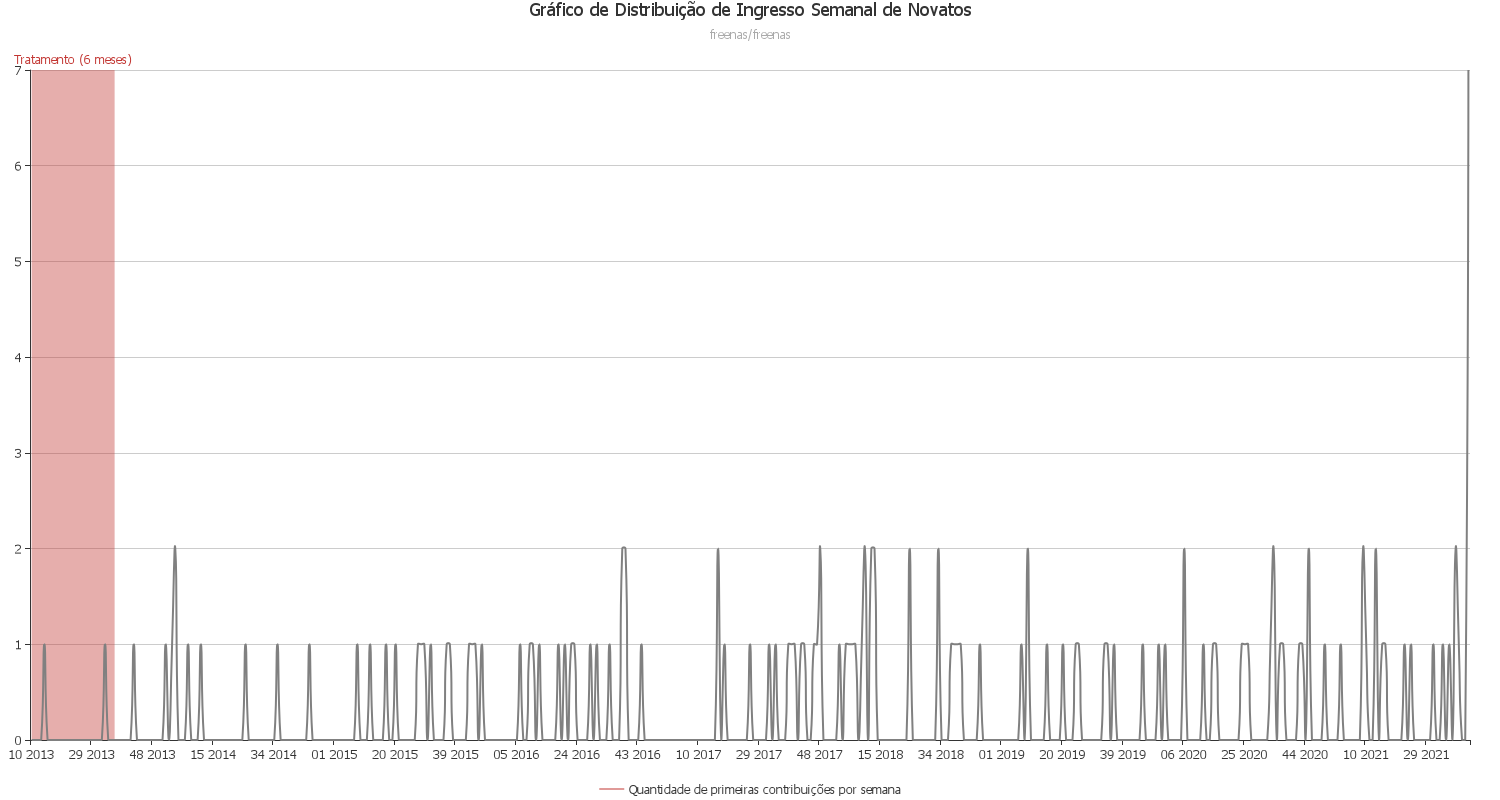 Gráfico de Distribuição de Ingresso Semanal de Novatos
freenas/freenas
Tratamento (6 meses)
7
6
5
4
3
2
1
0
10 2013 29 2013 48 2013 15 2014 34 2014 01 2015 20 2015 39 2015 05 2016 24 2016 43 2016 10 2017 29 2017 48 2017 15 2018 34 2018 01 2019 20 2019 39 2019 06 2020 25 2020 44 2020 10 2021 29 2021
Quantidade de primeiras contribuições por semana